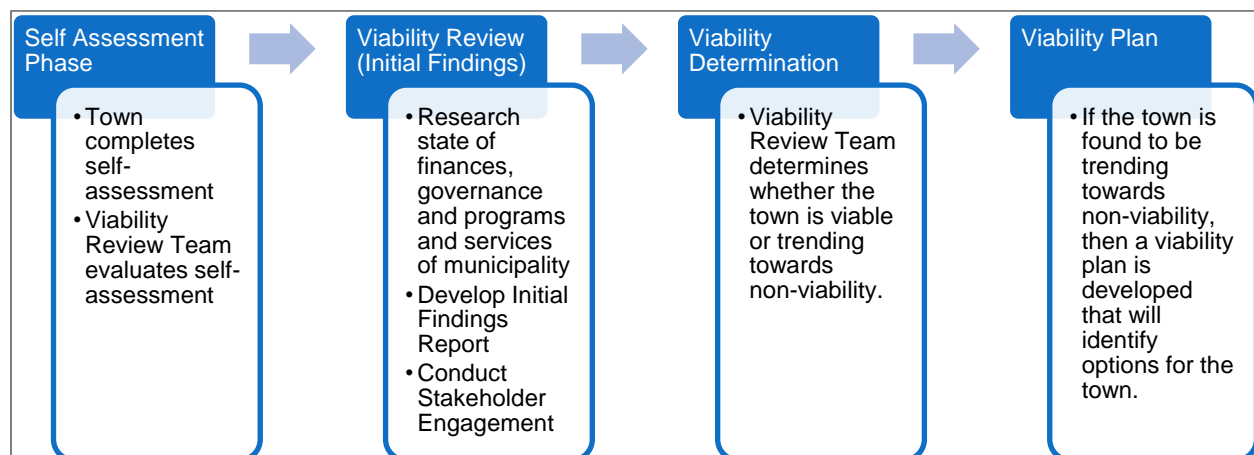 Self Assessment
Phase
• Town
completes
self-
assessment
• Viability
Review Team
evaluates self-
assessment
Viability Review
(Initial Findings)
• Research
state of
finances,
governance
and programs
and services
of municipality
• Develop Initial
Findings
Report
• Conduct
Stakeholder
Engagement
Viability
Determination
• Viability
Review Team
determines
whether the
town is viable
or trending
towards
non-viability.
Viability Plan
• If the town is
found to be
trending
towards
non-viability,
then a viability
plan is
developed
that will
identify
options for the
town.